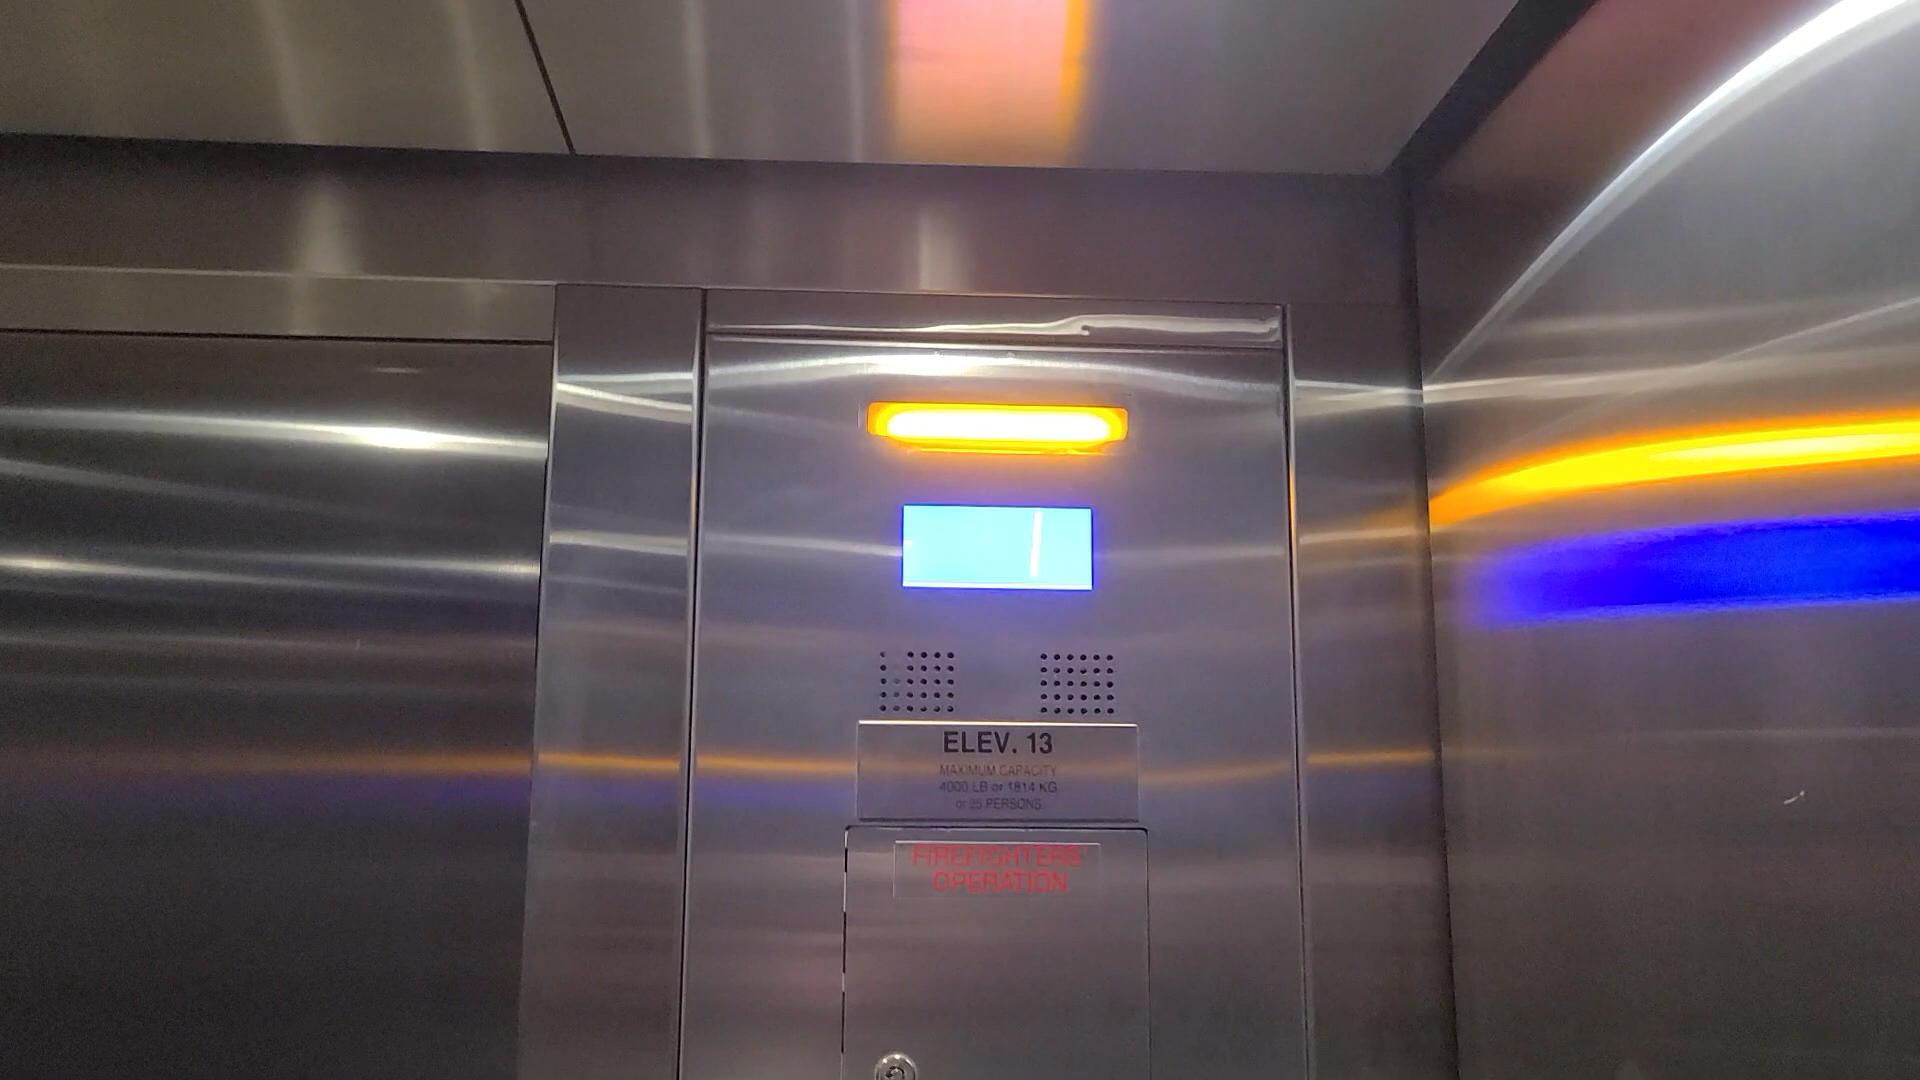 ELEV. 13
MAXIMUM CAPACITY
4000 LB or 1814 KG
or 25 PERSONS
FIREFIGHTERS'
OPERATION